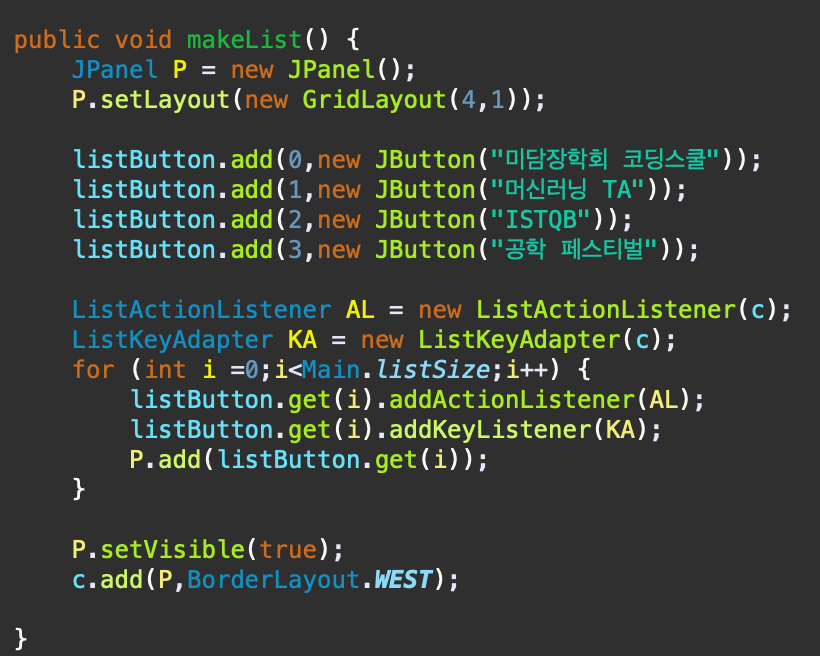 public void makeList() {
    JPanel P = new JPanel();
    P.setLayout(new GridLayout(4,1));

    listButton.add(0,new JButton("미담장학회 코딩스쿨"));
    listButton.add(1,new JButton("머신러닝 TA"));
    listButton.add(2,new JButton("ISTQB"));
    listButton.add(3,new JButton("공학 페스티벌"));

    ListActionListener AL = new ListActionListener(c);
    ListKeyAdapter KA = new ListKeyAdapter(c);
    for (int i =0;i<Main.listSize;i++) {
        listButton.get(i).addActionListener(AL);
        listButton.get(i).addKeyListener(KA);
        P.add(listButton.get(i));
    }

    P.setVisible(true);
    c.add(P,BorderLayout.WEST);

}